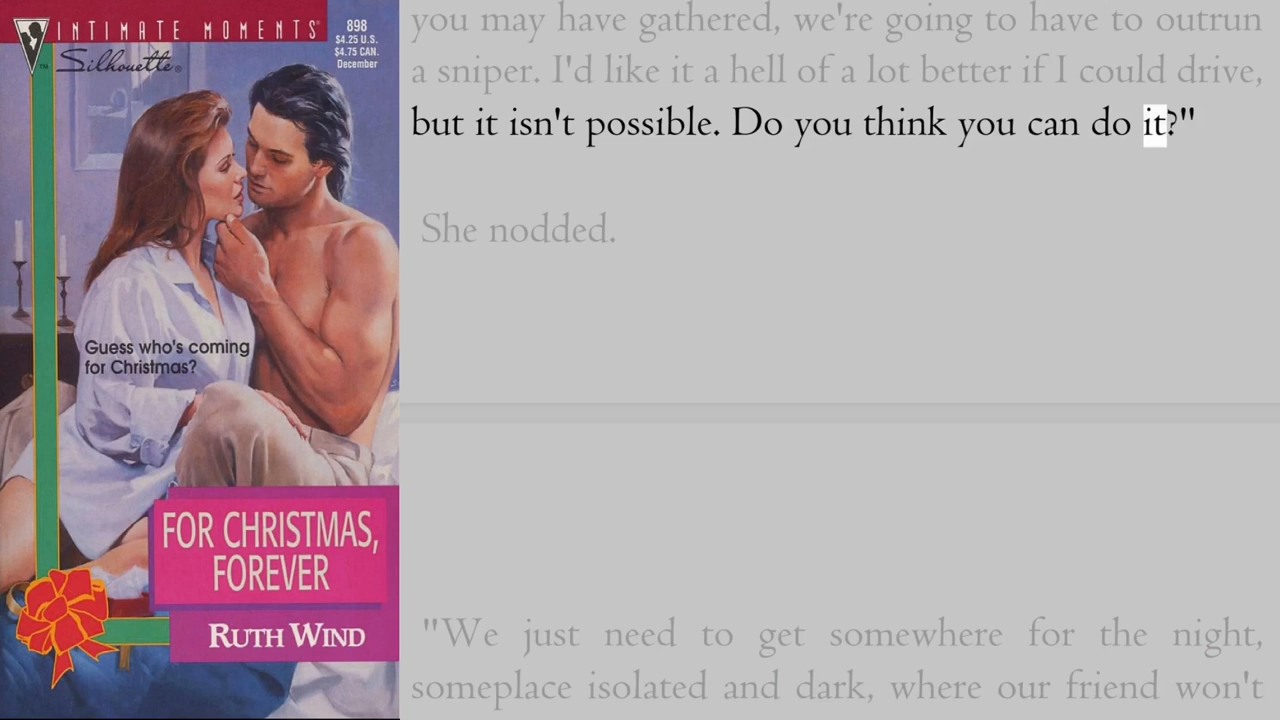 INTIMATE MOMENTS®
Silhouette®
TM
898
$4.25 U.S.
$4.75 CAN.
December
Guess who's coming
for Christmas?
FOR CHRISTMAS,
FOREVER
RUTH WIND
you may have gathered, we're going to have to outrun
a sniper. I'd like it a hell of a lot better if I could drive,
but it isn't possible. Do you think you can do it?"
She nodded.
"We just need to get somewhere for the night,
someplace isolated and dark, where our friend won't